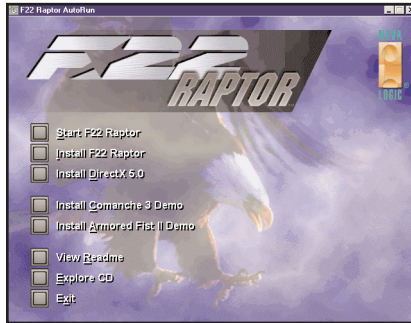 F22 Raptor AutoRun
F22
RAPTOR
NOVA
LOGIC
Start F22 Raptor
Install F22 Raptor
Install DirectX 5.0
Install Comanche 3 Demo
Install Armored Fist II Demo
View Readme
Explore CD
Exit